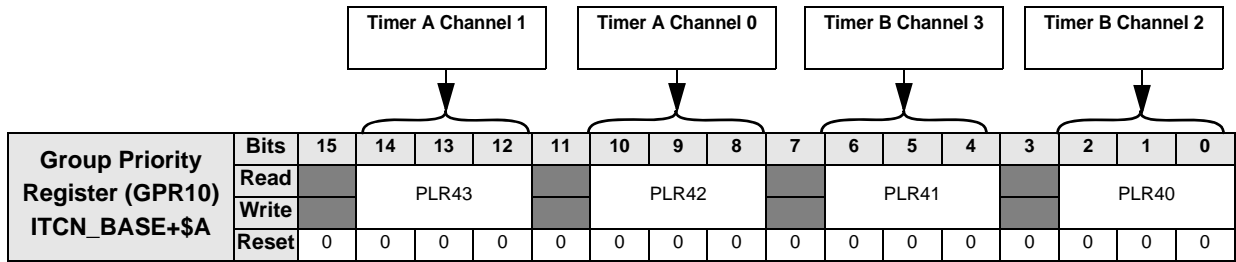 Timer A Channel 1 Timer A Channel 0 Timer B Channel 3 Timer B Channel 2
Group Priority Register (GPR10) ITCN_BASE+$A
Bits 15 14 13 12 11 10 9 8 7 6 5 4 3 2 1 0
Read
PLR43 PLR42 PLR41 PLR40
Write
Reset 0 0 0 0 0 0 0 0 0 0 0 0 0 0 0 0